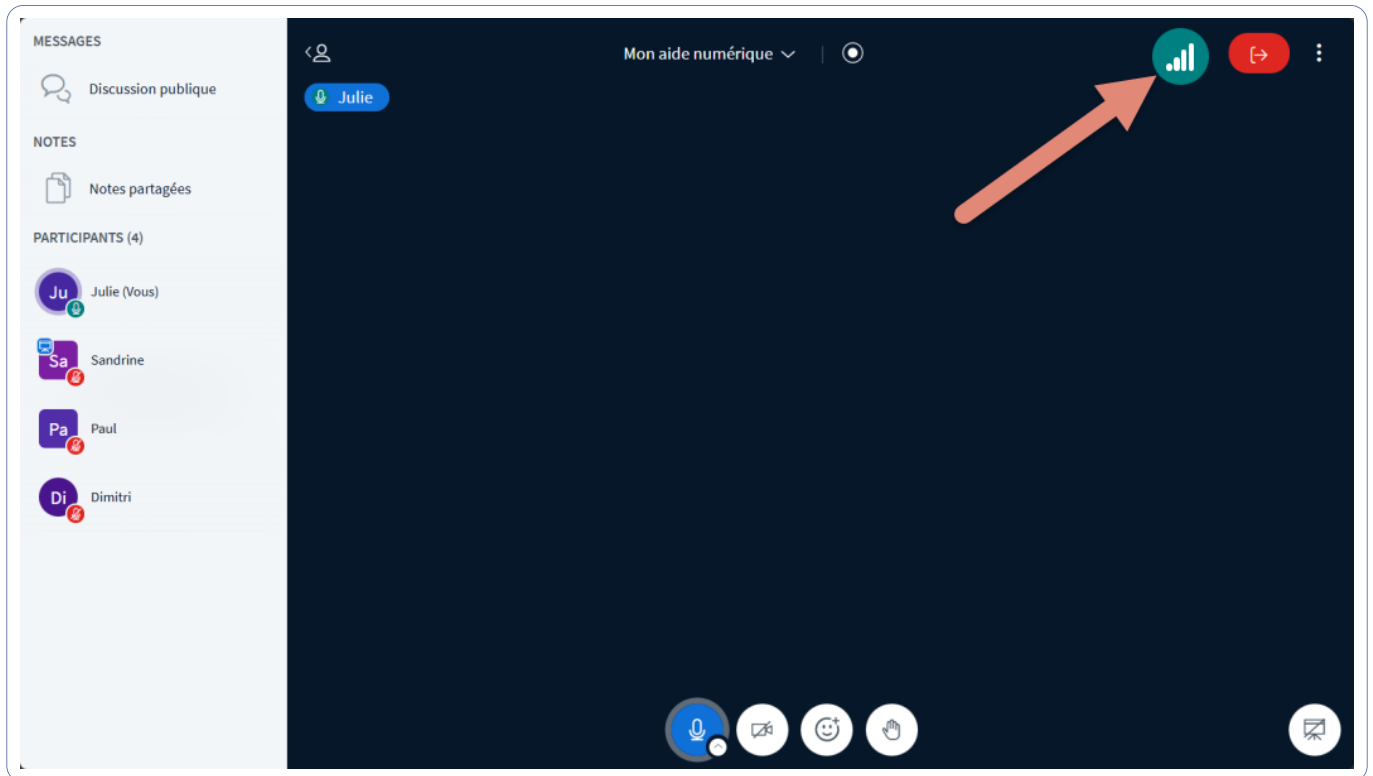 MESSAGES
Discussion publique
NOTES
Notes partagées
PARTICIPANTS (4)
Ju Julie (Vous)
Sa Sandrine
Pa Paul
Di Dimitri
Mon aide numérique
Julie